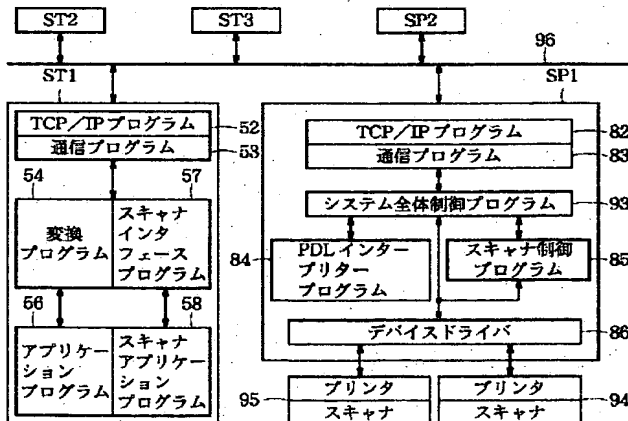 ST2
ST3
SP2
96
ST1
SP1
TCP/IPプログラム
52
通信プログラム
53
54
57
変換
プログラム
スキャナ
インタ
フェース
プログラム
56
58
アプリケー
ション
プログラム
スキャナ
アプリケー
ション
プログラム
TCP/IPプログラム
82
通信プログラム
83
システム全体制御プログラム
93
84
PDLインター
プリター
プログラム
スキャナ制御
プログラム
85
デバイスドライバ
86
95
プリンタ
スキャナ
プリンタ
スキャナ
94